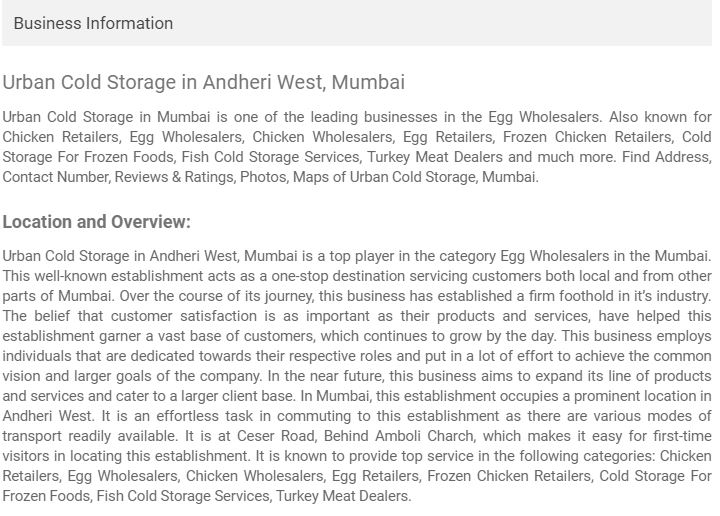 Business Information
Urban Cold Storage in Andheri West, Mumbai
Urban Cold Storage in Mumbai is one of the leading businesses in the Egg Wholesalers. Also known for
Chicken Retailers, Egg Wholesalers, Chicken Wholesalers, Egg Retailers, Frozen Chicken Retailers, Cold
Storage For Frozen Foods, Fish Cold Storage Services, Turkey Meat Dealers and much more. Find Address,
Contact Number, Reviews & Ratings, Photos, Maps of Urban Cold Storage, Mumbai.
Location and Overview:
Urban Cold Storage in Andheri West, Mumbai is a top player in the category Egg Wholesalers in the Mumbai.
This well-known establishment acts as a one-stop destination servicing customers both local and from other
parts of Mumbai. Over the course of its journey, this business has established a firm foothold in it's industry.
The belief that customer satisfaction is as important as their products and services, have helped this
establishment garner a vast base of customers, which continues to grow by the day. This business employs
individuals that are dedicated towards their respective roles and put in a lot of effort to achieve the common
vision and larger goals of the company. In the near future, this business aims to expand its line of products
and services and cater to a larger client base. In Mumbai, this establishment occupies a prominent location in
Andheri West. It is an effortless task in commuting to this establishment as there are various modes of
transport readily available. It is at Ceser Road, Behind Amboli Charch, which makes it easy for first-time
visitors in locating this establishment. It is known to provide top service in the following categories: Chicken
Retailers, Egg Wholesalers, Chicken Wholesalers, Egg Retailers, Frozen Chicken Retailers, Cold Storage For
Frozen Foods, Fish Cold Storage Services, Turkey Meat Dealers.